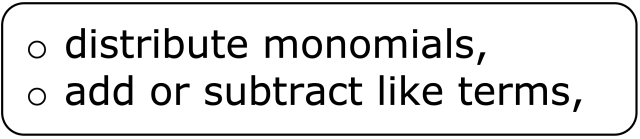 ○ distribute monomials,
○ add or subtract like terms,